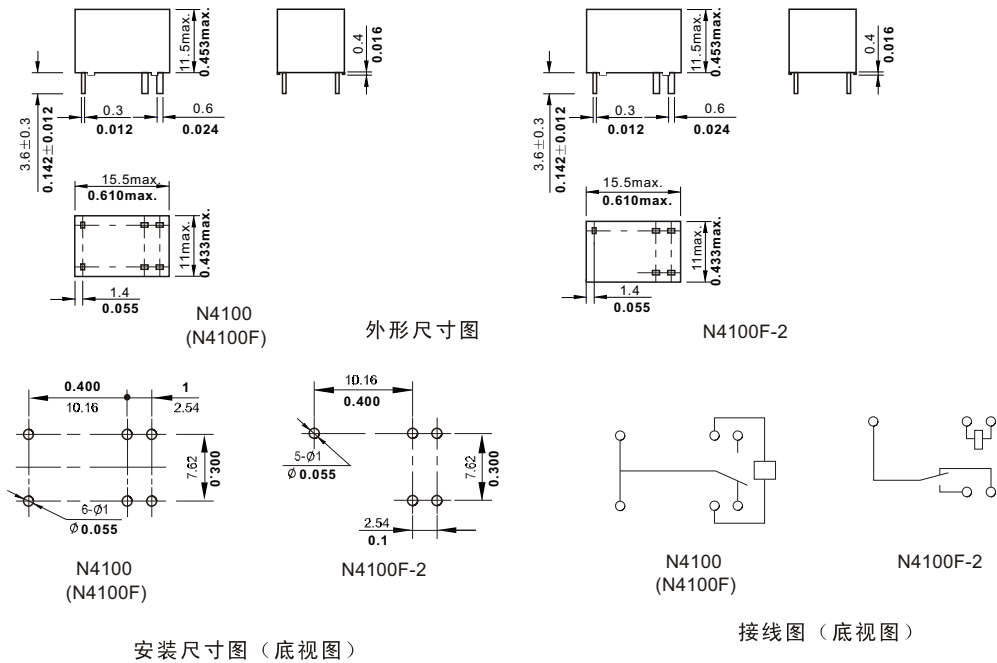 11.5max.
0.453max.
0.4
0.016
3.6±0.3
0.142±0.012
0.3
0.012
0.6
0.024
15.5max.
0.610max.
11max.
0.433max.
1.4
0.055
N4100
(N4100F)
11.5max.
0.453max.
0.4
0.016
3.6±0.3
0.142±0.012
0.3
0.012
0.6
0.024
15.5max.
0.610max.
11max.
0.433max.
1.4
0.055
N4100F-2
外形尺寸图
0.400
10.16
1
2.54
7.62
0.300
6-Ø1
Ø0.055
N4100
(N4100F)
10.16
0.400
5-Ø1
Ø0.055
7.62
0.300
2.54
0.1
N4100F-2
安装尺寸图（底视图）
N4100
(N4100F)
N4100F-2
接线图（底视图）